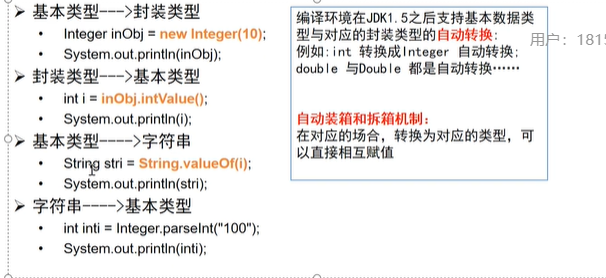 ➢ 基本类型--->封装类型
• Integer inObj = new Integer(10);
• System.out.println(inObj);
➢ 封装类型--->基本类型
• int i = inObj.intValue();
• System.out.println(i);
➢ 基本类型---->字符串
• String stri = String.valueOf(i);
• System.out.println(stri);
➢ 字符串---->基本类型
• int inti = Integer.parseInt("100");
• System.out.println(inti);
编译环境在JDK1.5之后支持基本数据类
型与对应的封装类型的自动转换:
例如:int 转换成Integer 自动转换;
double 与Double 都是自动转换……
自动装箱和拆箱机制:
在对应的场合，转换为对应的类型，可
以直接相互赋值
用户: 1815